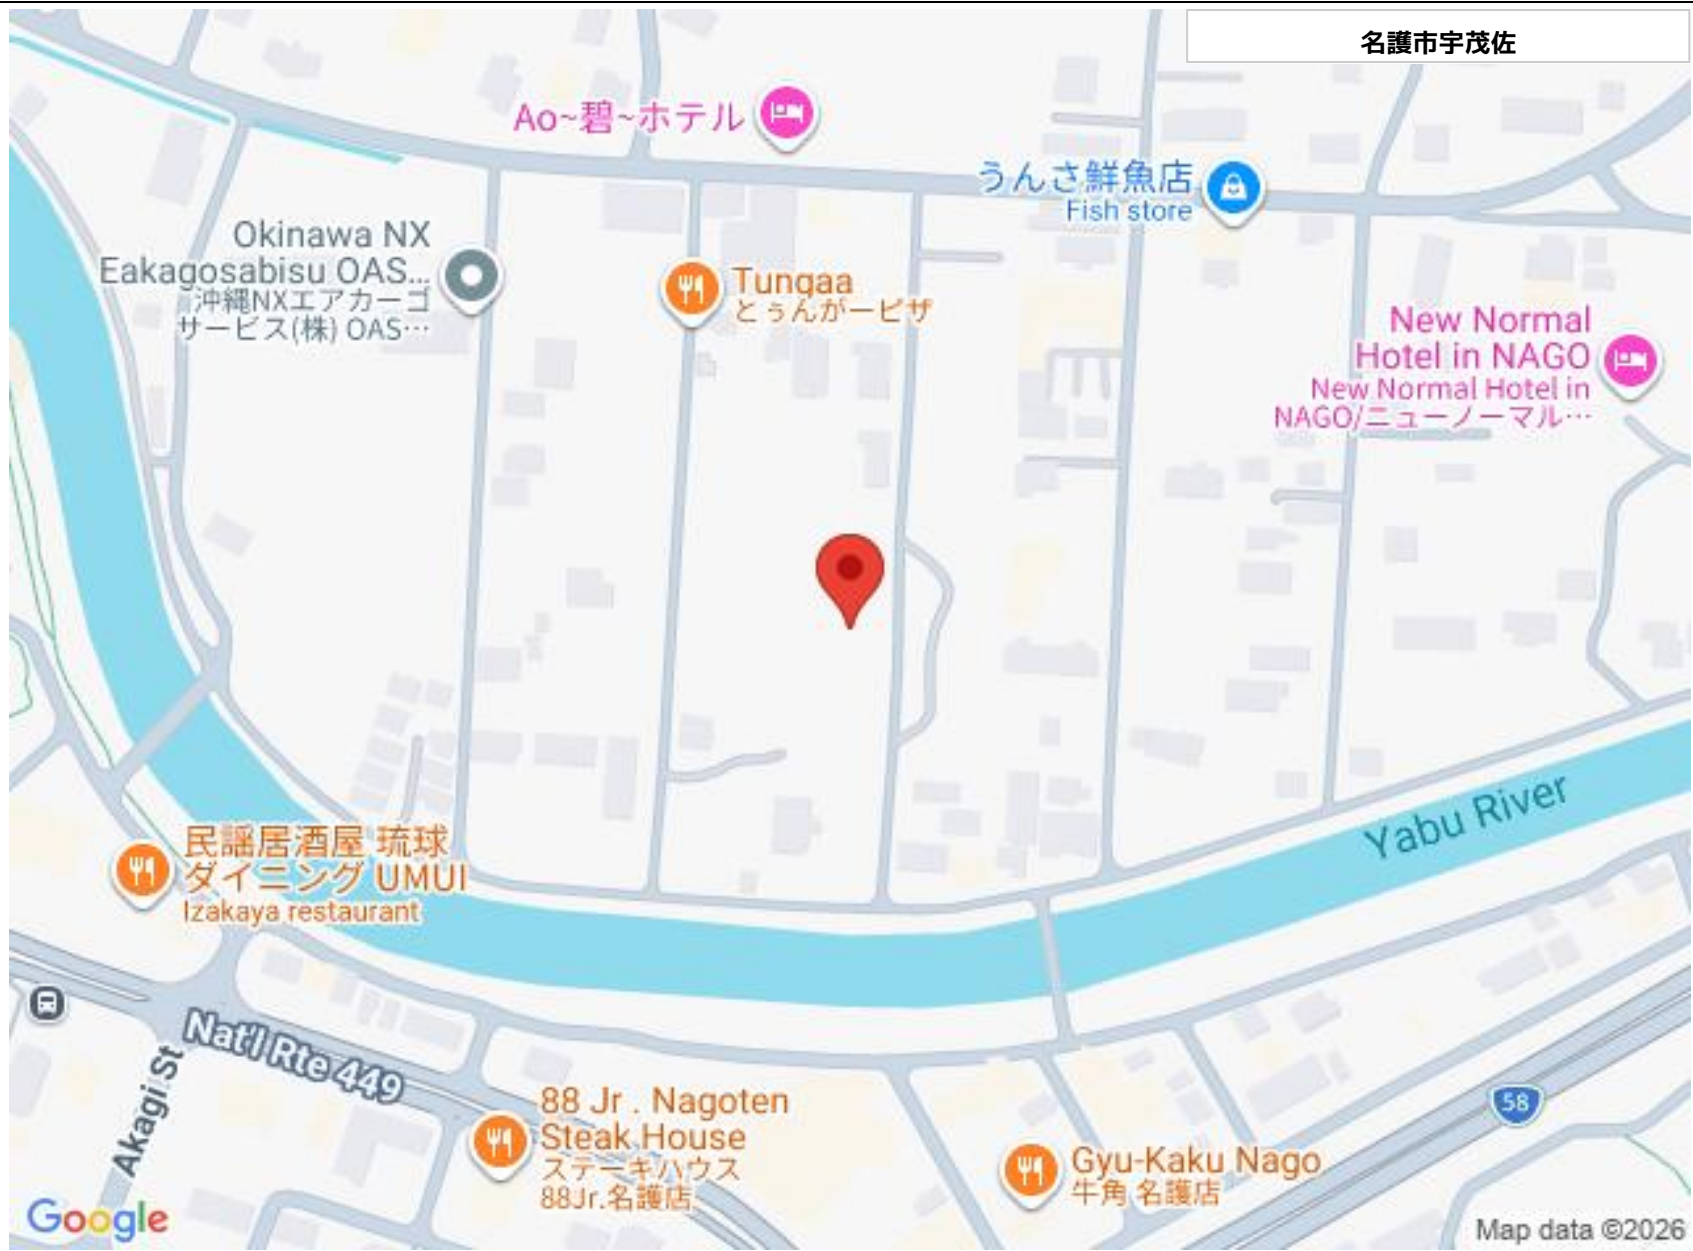 名護市宇茂佐
Ao~碧~ホテル
うんさ鮮魚店
Fish store
Okinawa NX
Eakagosabisu OAS...
沖縄NXエアカーゴ
サービス(株) OAS…
Tungaa
とぅんがーピザ
New Normal
Hotel in NAGO
New Normal Hotel in
NAGO/ニューノーマル…
Yabu River
民謡居酒屋 琉球
ダイニング UMUI
Izakaya restaurant
Nat'l Rte 449
Akagi St
88 Jr . Nagoten
Steak House
ステーキハウス
88Jr.名護店
58
Gyu-Kaku Nago
牛角 名護店
Google
Map data ©2026